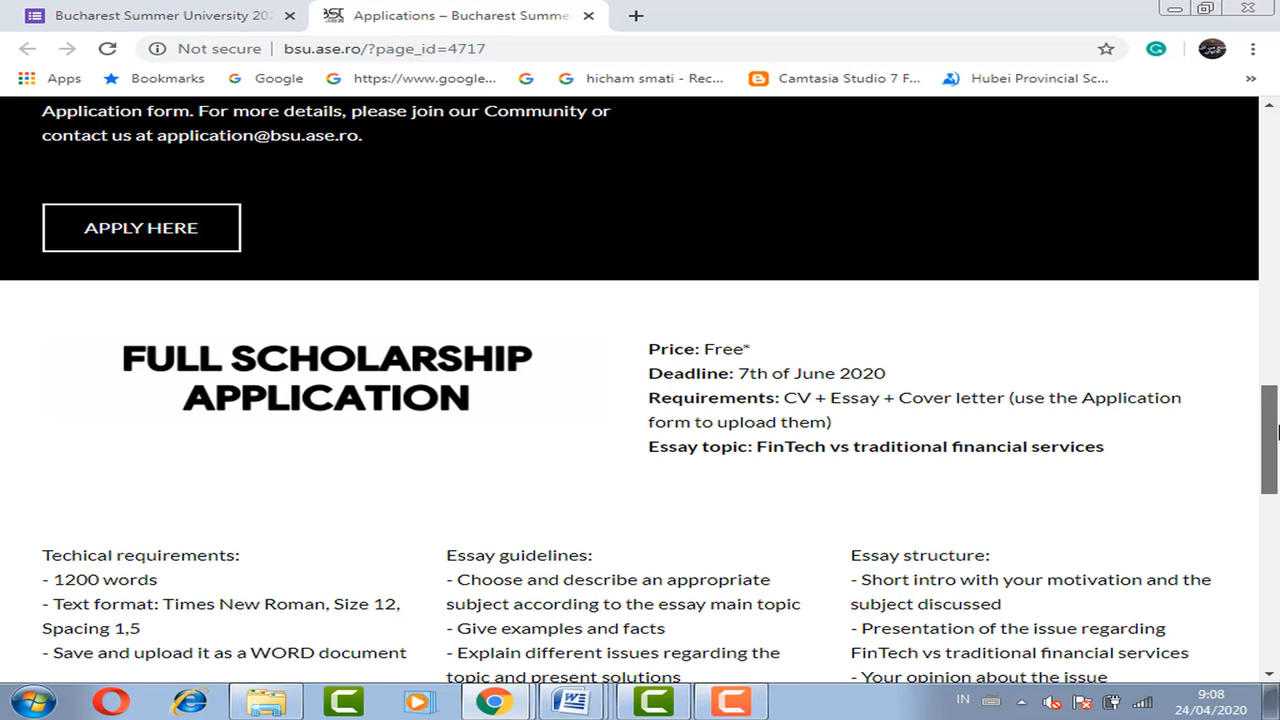 Bucharest Summer University 202
Applications – Bucharest Summe
Not secure
bsu.ase.ro/?page_id=4717
Apps
Bookmarks
Google
https://www.google...
hicham smati - Rec...
Camtasia Studio 7 F...
Hubei Provincial Sc...
»
Application form. For more details, please join our Community or
contact us at application@bsu.ase.ro.
APPLY HERE
FULL SCHOLARSHIP
APPLICATION
Price: Free*
Deadline: 7th of June 2020
Requirements: CV + Essay + Cover letter (use the Application
form to upload them)
Essay topic: FinTech vs traditional financial services
Techical requirements:
- 1200 words
- Text format: Times New Roman, Size 12,
Spacing 1,5
- Save and upload it as a WORD document
Essay guidelines:
- Choose and describe an appropriate
subject according to the essay main topic
- Give examples and facts
- Explain different issues regarding the
topic and present solutions
Essay structure:
- Short intro with your motivation and the
subject discussed
- Presentation of the issue regarding
FinTech vs traditional financial services
- Your opinion about the issue
IN
9:08
24/04/2020